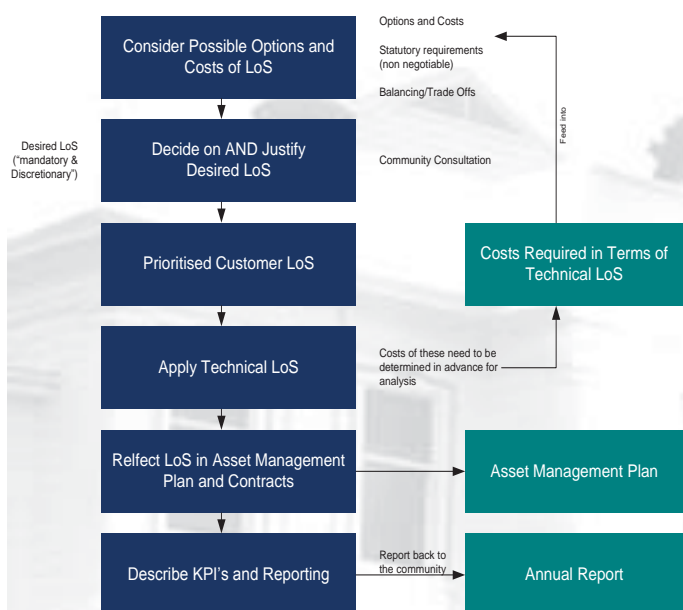 Consider Possible Options and
Costs of LoS
Options and Costs
Statutory requirements
(non negotiable)
Balancing/Trade Offs
Feed into
Desired LoS
("mandatory &
Discretionary")
Decide on AND Justify
Desired LoS
Community Consultation
Prioritised Customer LoS
Costs Required in Terms of
Technical LoS
Apply Technical LoS
Costs of these need to be
determined in advance for
analysis
Relfect LoS in Asset Management
Plan and Contracts
Asset Management Plan
Describe KPI's and Reporting
Report back to
the community
Annual Report